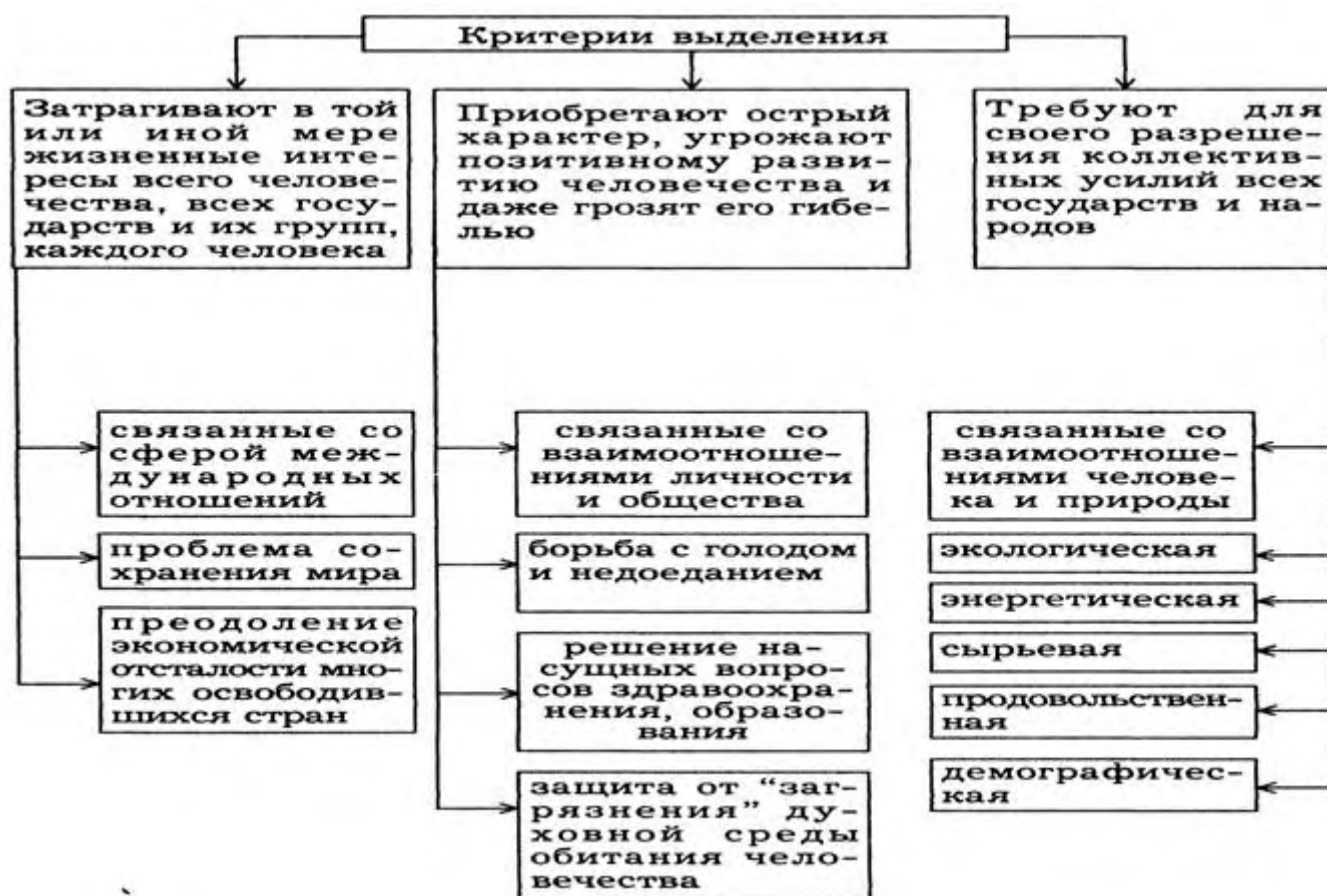 Критерии выделения
Затрагивают в той
или иной мере
жизненные инте-
ресы всего челове-
чества, всех госу-
дарств и их групп,
каждого человека
Приобретают острый
характер, угрожают
позитивному разви-
тию человечества и
даже грозят его гибе-
лью
Требуют для
своего разреше-
ния коллектив-
ных усилий всех
государств и на-
родов
связанные со
сферой меж-
дународных
отношений
проблема со-
хранения мира
преодоление
экономической
отсталости мно-
гих освободив-
шихся стран
связанные со
взаимоотноше-
ниями личности
и общества
борьба с голодом
и недоеданием
решение на-
сущных вопро-
сов здравоохра-
нения, образо-
вания
защита от “заг-
рязнения” ду-
ховной среды
обитания чело-
вечества
связанные со
взаимоотноше-
ниями челове-
ка и природы
экологическая
энергетическая
сырьевая
продовольствен-
ная
демографичес-
кая